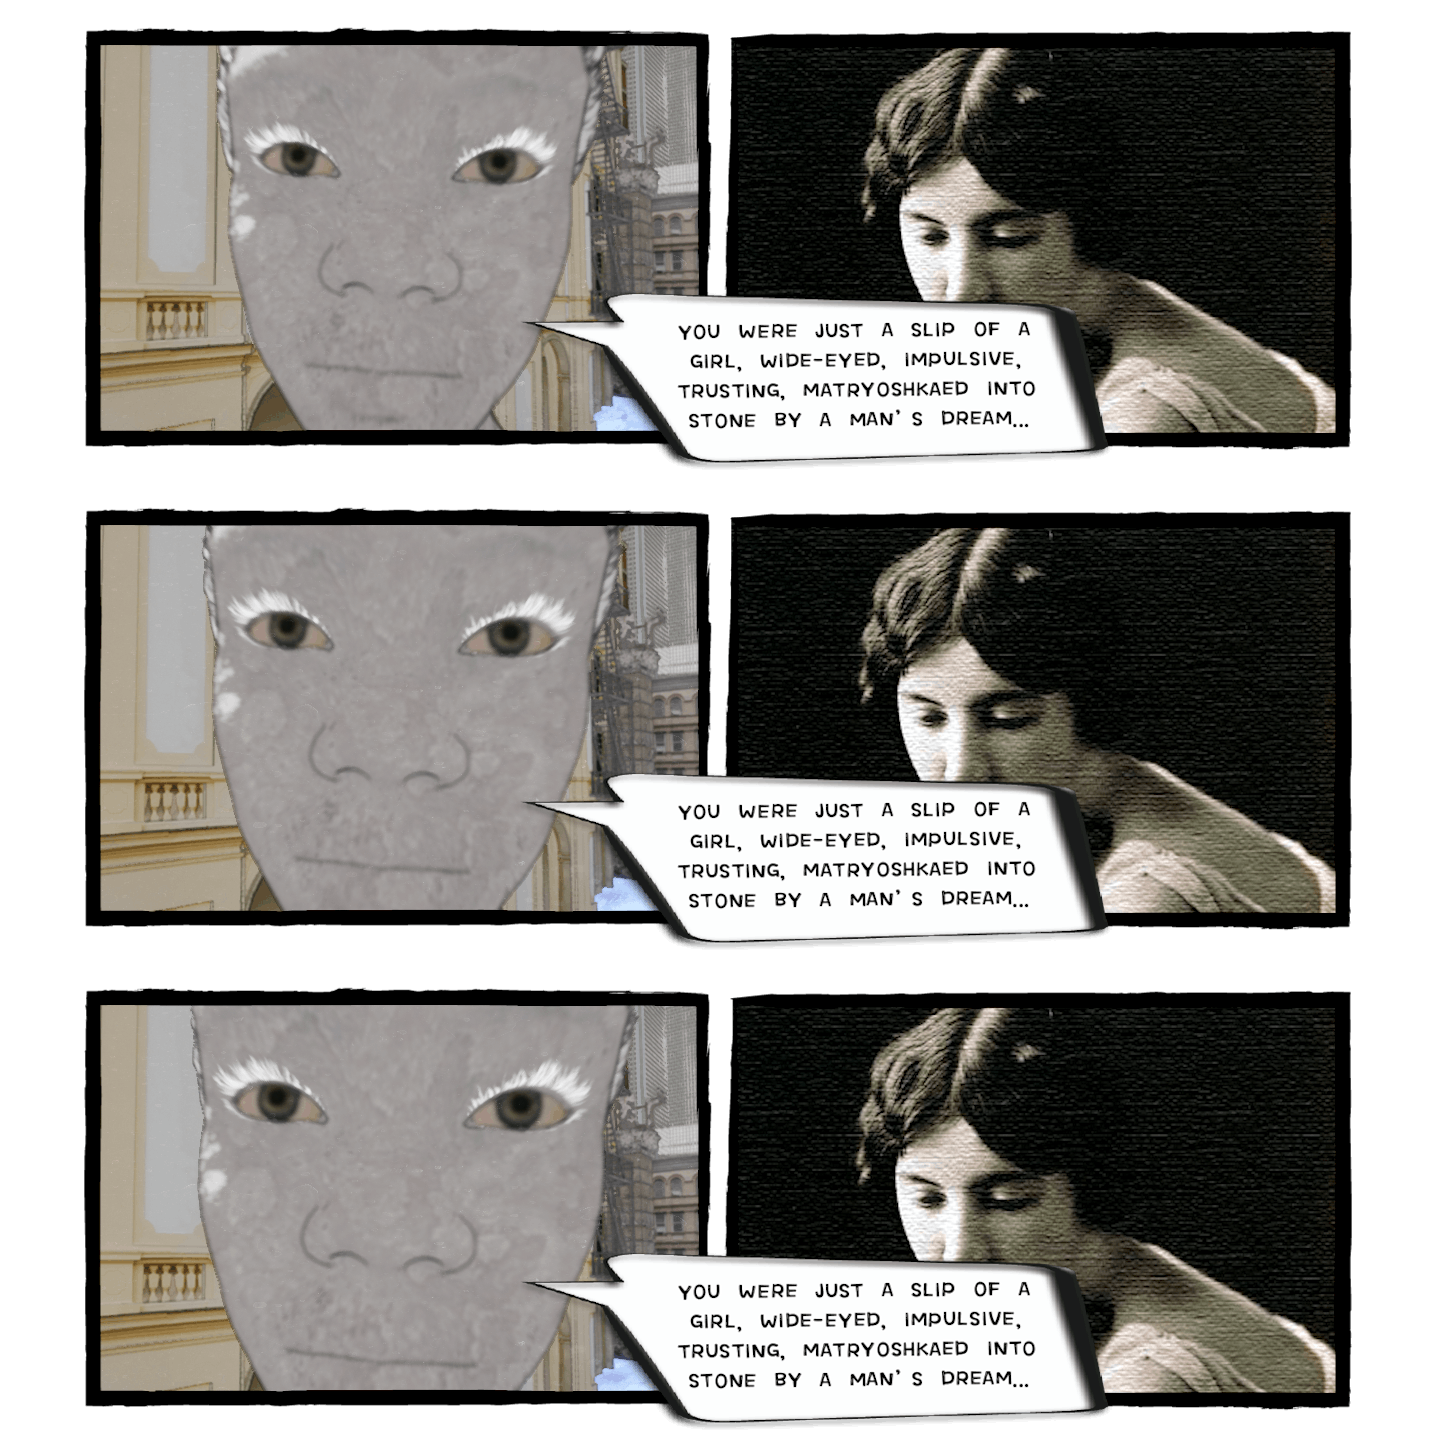 YOU WERE JUST A SLIP OF A
GIRL, WIDE-EYED, IMPULSIVE,
TRUSTING, MATRYOSHKAED INTO
STONE BY A MAN'S DREAM...
YOU WERE JUST A SLIP OF A
GIRL, WIDE-EYED, IMPULSIVE,
TRUSTING, MATRYOSHKAED INTO
STONE BY A MAN'S DREAM...
YOU WERE JUST A SLIP OF A
GIRL, WIDE-EYED, IMPULSIVE,
TRUSTING, MATRYOSHKAED INTO
STONE BY A MAN'S DREAM...